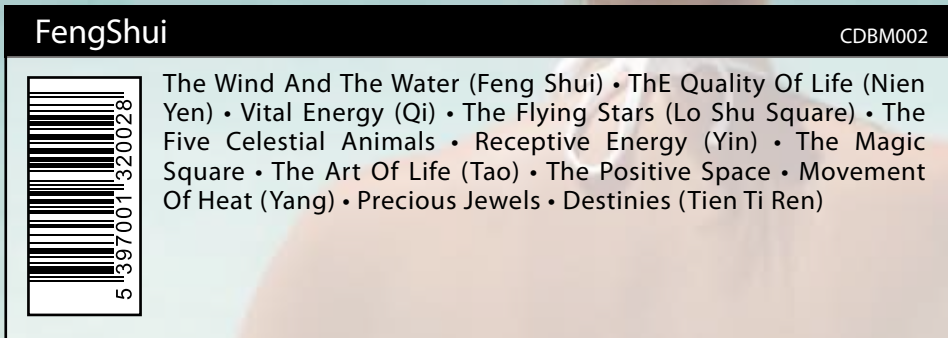 FengShui
CDBM002
The Wind And The Water (Feng Shui) • ThE Quality Of Life (Nien
Yen) • Vital Energy (Qi) • The Flying Stars (Lo Shu Square) • The
Five Celestial Animals • Receptive Energy (Yin) • The Magic
Square • The Art Of Life (Tao) • The Positive Space • Movement
Of Heat (Yang) • Precious Jewels • Destinies (Tien Ti Ren)
5 397001 320028